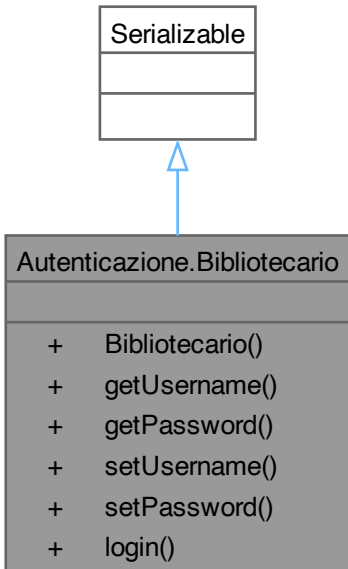 Serializable
Autenticazione.Bibliotecario
+ Bibliotecario()
+ getUsername()
+ getPassword()
+ setUsername()
+ setPassword()
+ login()